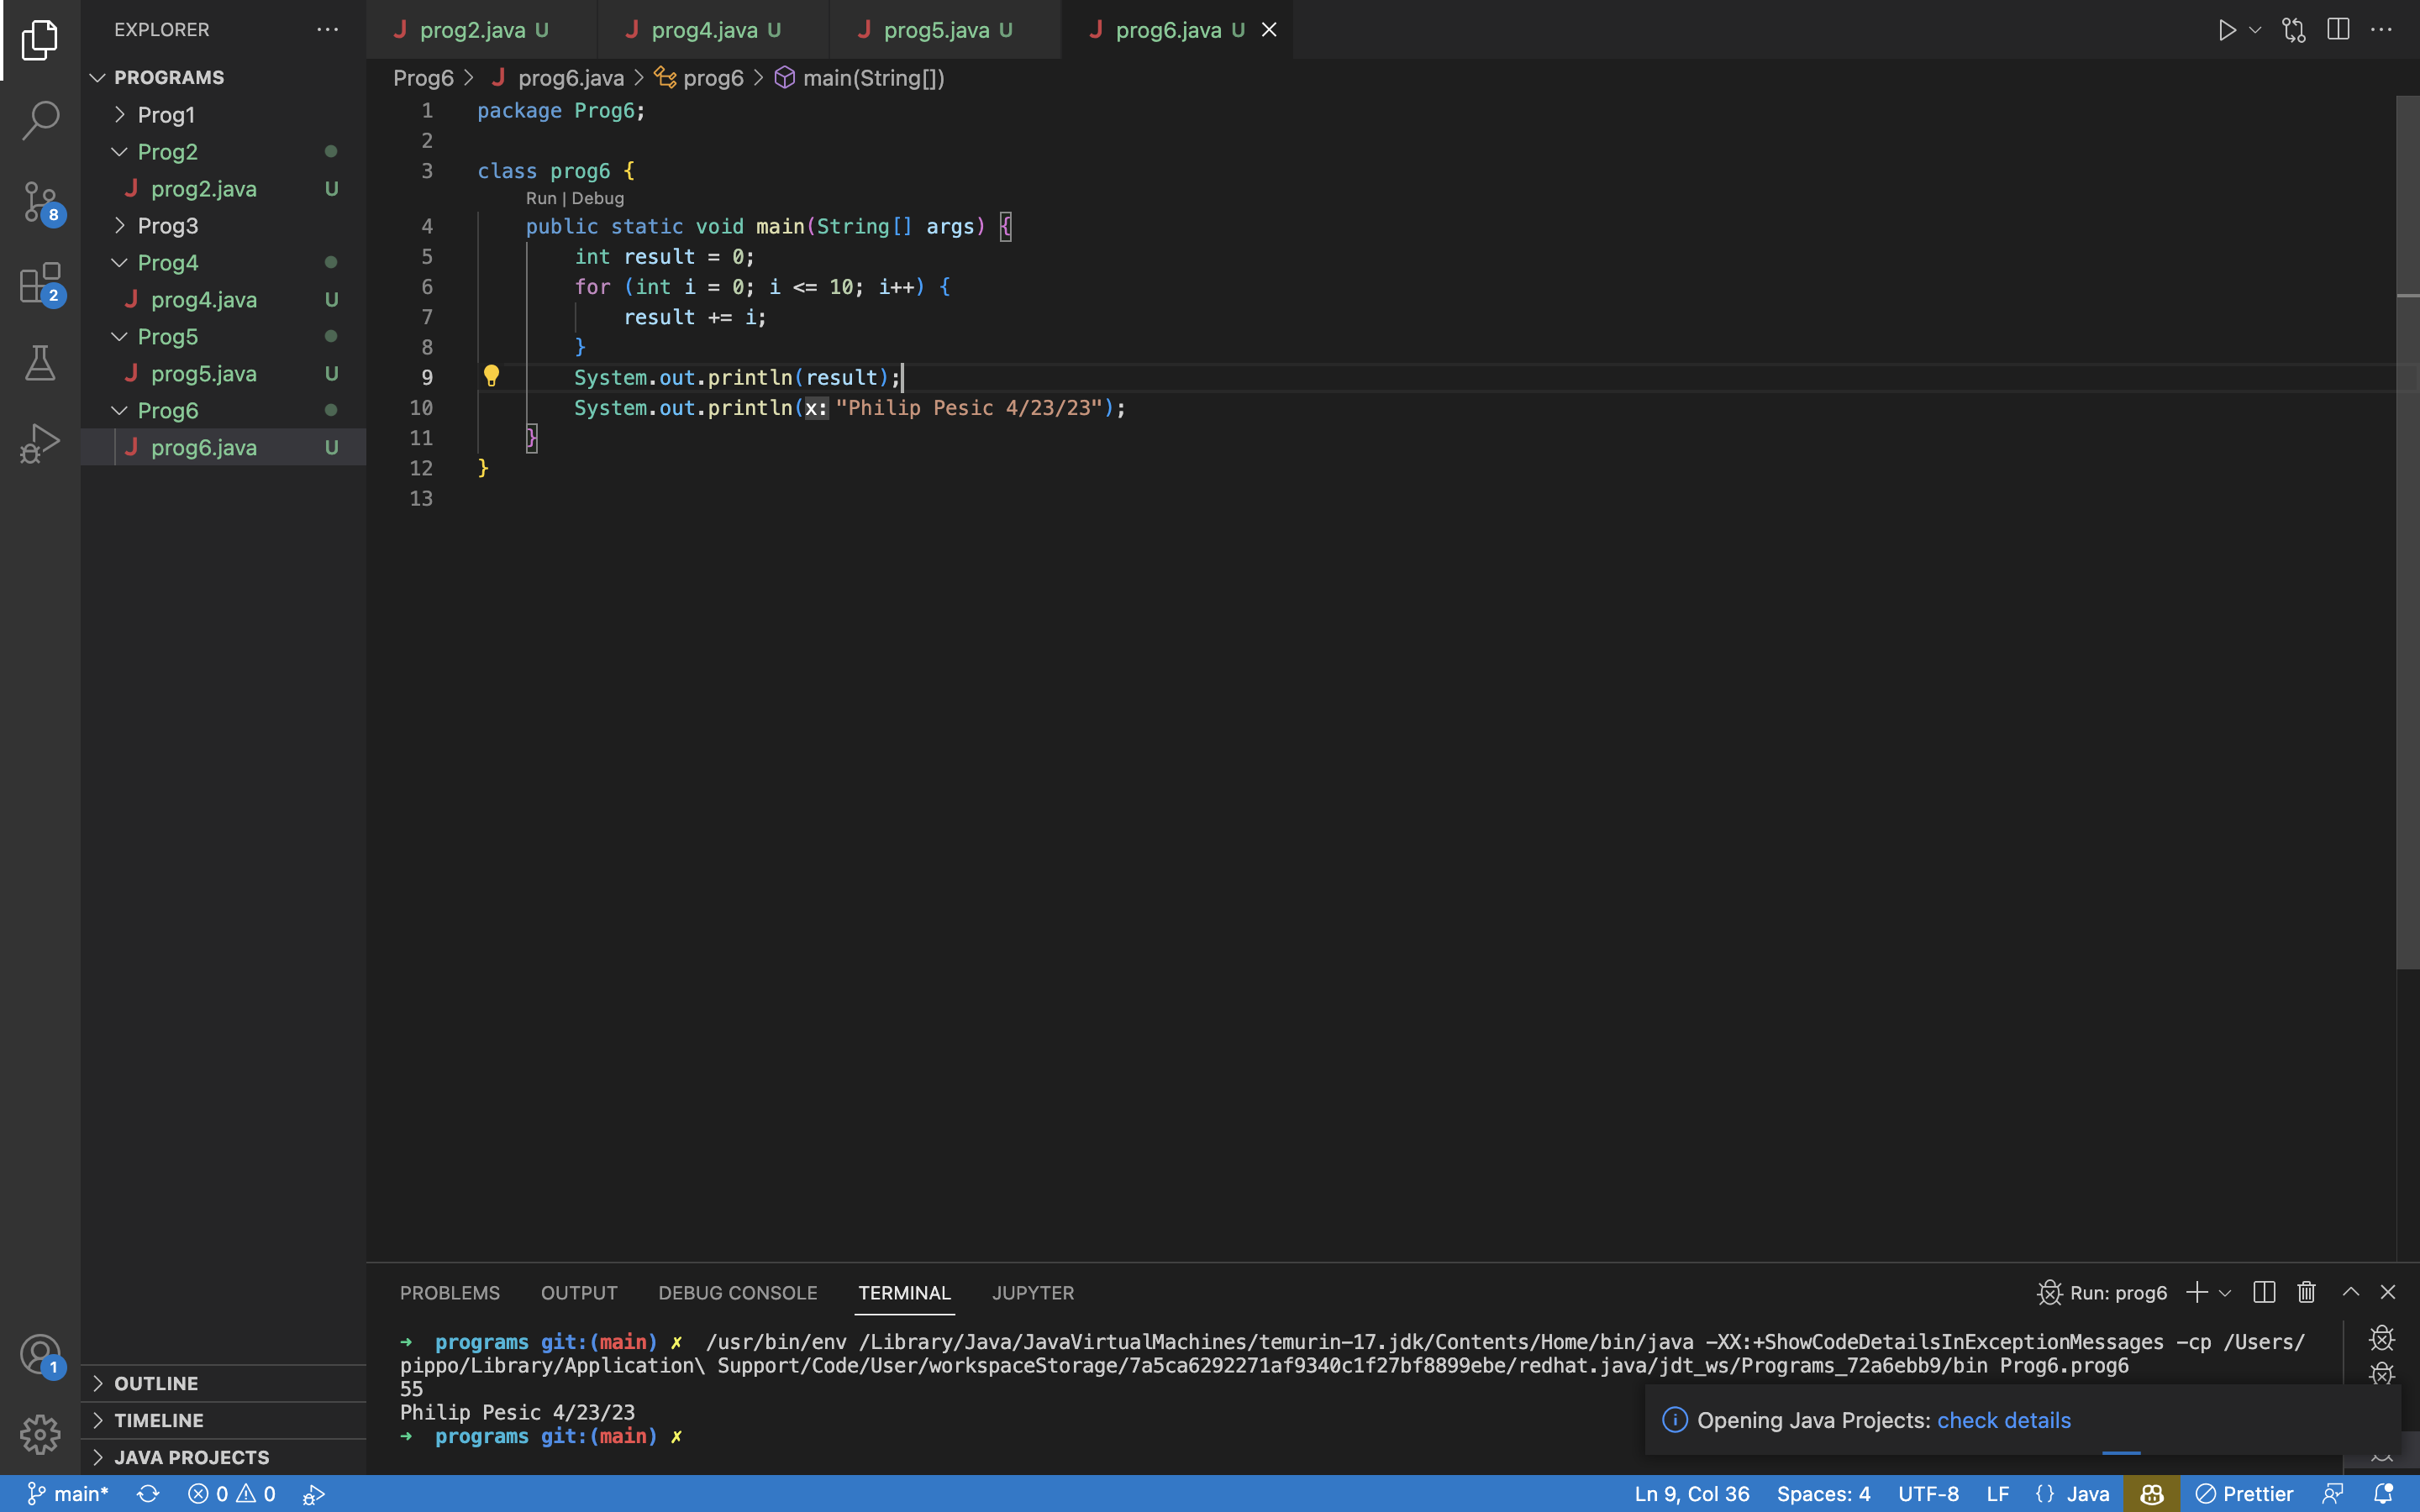 EXPLORER
PROGRAMS
Prog1
Prog2
prog2.java U
Prog3
Prog4
prog4.java U
Prog5
prog5.java U
Prog6
prog6.java U
OUTLINE
TIMELINE
JAVA PROJECTS
8
2
1
prog2.java U
prog4.java U
prog5.java U
prog6.java U
Prog6 > prog6.java > prog6 > main(String[])
1 package Prog6;
2
3 class prog6 {
Run | Debug
4 public static void main(String[] args) {
5 int result = 0;
6 for (int i = 0; i <= 10; i++) {
7 result += i;
8 }
9 System.out.println(result);
10 System.out.println(x: "Philip Pesic 4/23/23");
11 }
12 }
13
PROBLEMS OUTPUT DEBUG CONSOLE TERMINAL JUPYTER
Run: prog6
➜ programs git:(main) ✗ /usr/bin/env /Library/Java/JavaVirtualMachines/temurin-17.jdk/Contents/Home/bin/java -XX:+ShowCodeDetailsInExceptionMessages -cp /Users/
pippo/Library/Application\ Support/Code/User/workspaceStorage/7a5ca6292271af9340c1f27bf8899ebe/redhat.java/jdt_ws/Programs_72a6ebb9/bin Prog6.prog6
55
Philip Pesic 4/23/23
➜ programs git:(main) ✗
Opening Java Projects: check details
main* 0 0
Ln 9, Col 36 Spaces: 4 UTF-8 LF {} Java Prettier